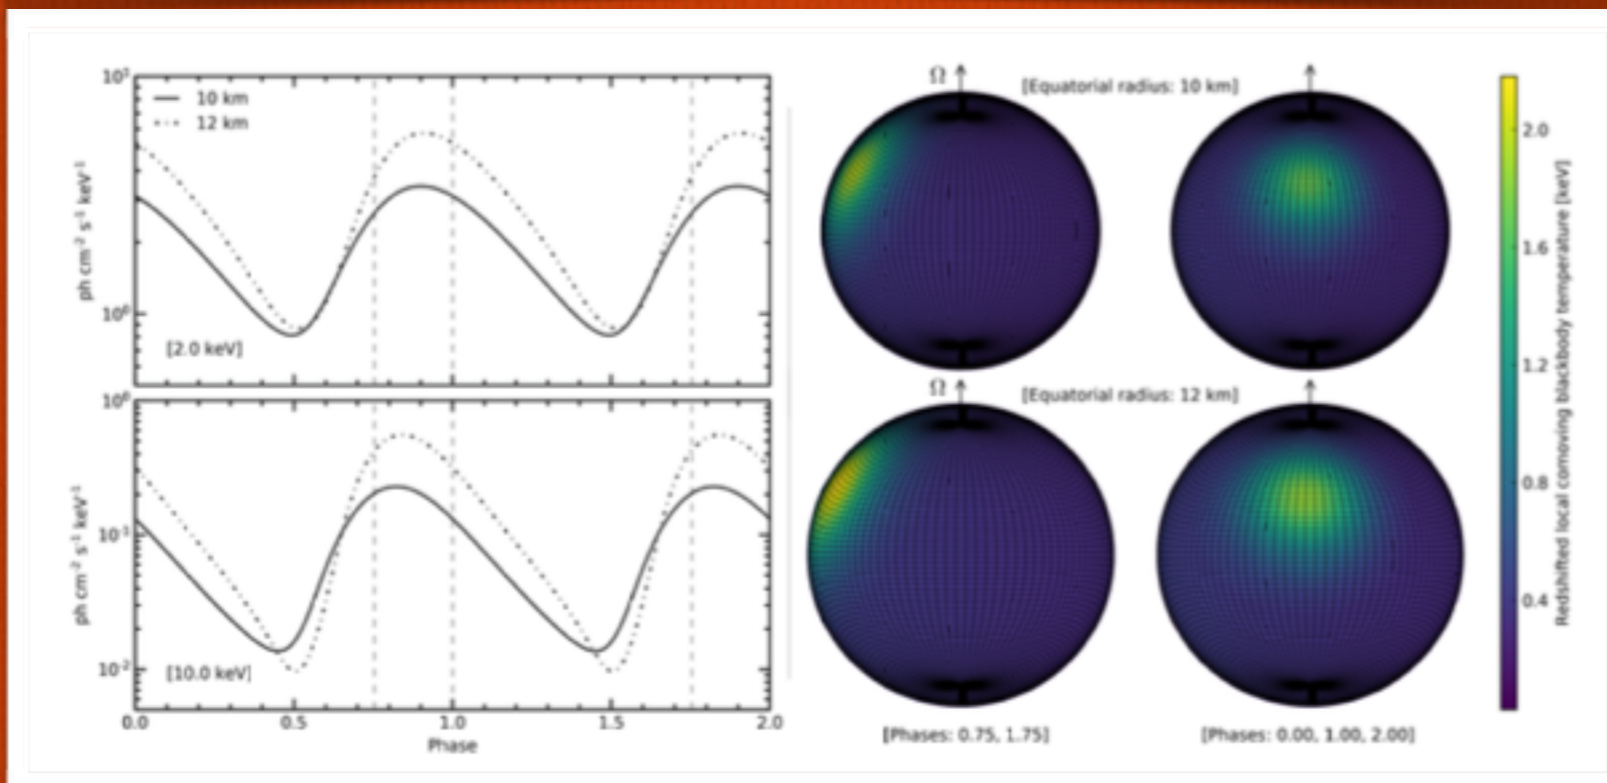 10¹
10 km
12 km
10⁰
[2.0 keV]
ph cm⁻² s⁻¹ keV⁻¹
10⁰
10⁻¹
10⁻²
[10.0 keV]
ph cm⁻² s⁻¹ keV⁻¹
0.0 0.5 1.0 1.5 2.0
Phase
Ω
[Equatorial radius: 10 km]
Ω
[Equatorial radius: 12 km]
[Phases: 0.75, 1.75]
[Phases: 0.00, 1.00, 2.00]
2.0
1.6
1.2
0.8
0.4
Redshifted local comoving blackbody temperature [keV]